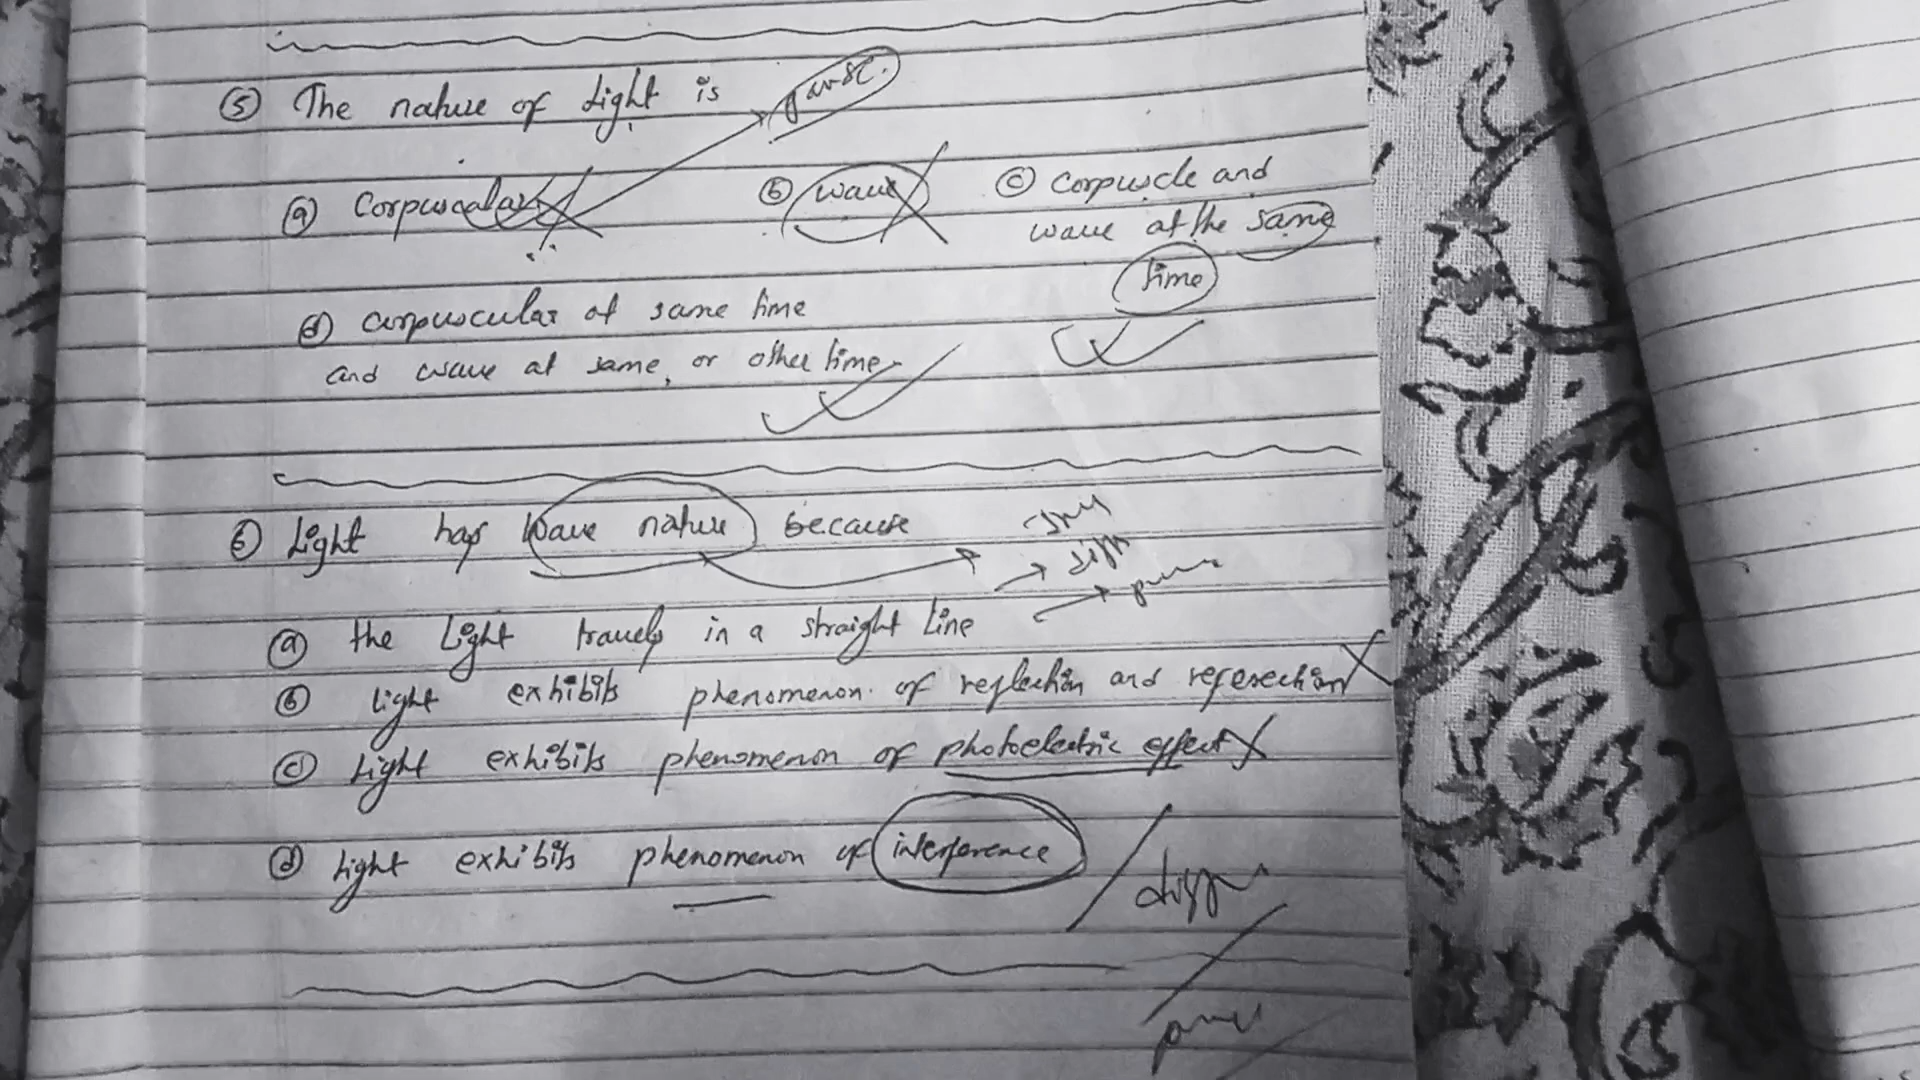 ⑤ The nature of Light is
ⓐ Corpuscular
ⓑ wave
ⓒ Corpuscle and
wave at the same
time
ⓓ corpuscular at same time
and wave at same, or other time
⑥ Light has wave nature because
ⓐ the Light travels in a straight Line
ⓑ Light exhibits phenomenon of reflection and referection
ⓒ Light exhibits phenomenon of photoelectric effect
ⓓ Light exhibits phenomenon of interference